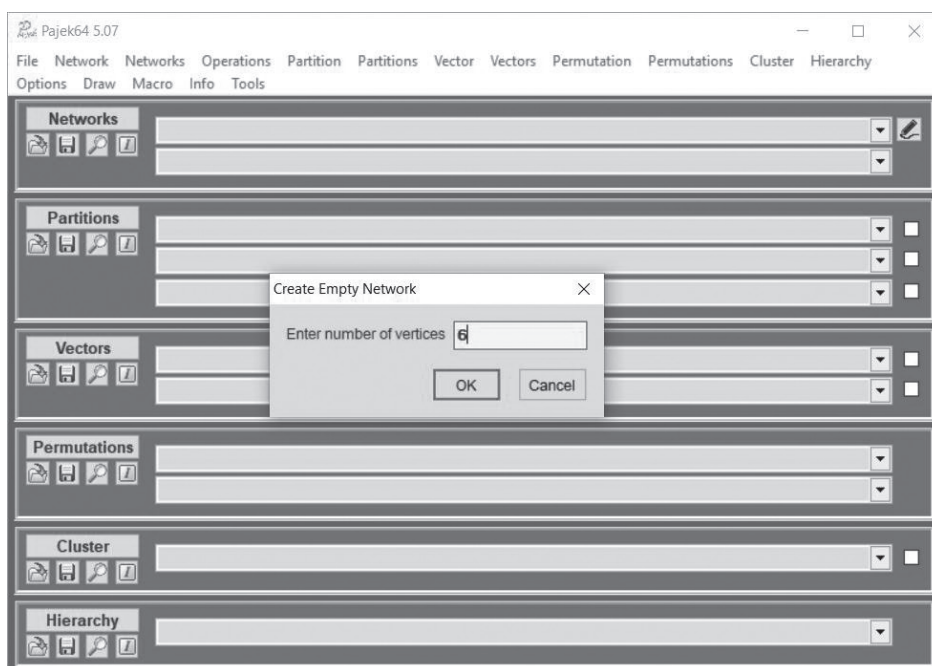 Pajek64 5.07
File Network Networks Operations Partition Partitions Vector Vectors Permutation Permutations Cluster Hierarchy
Options Draw Macro Info Tools
Networks
Partitions
Create Empty Network
Enter number of vertices 6
OK Cancel
Vectors
Permutations
Cluster
Hierarchy